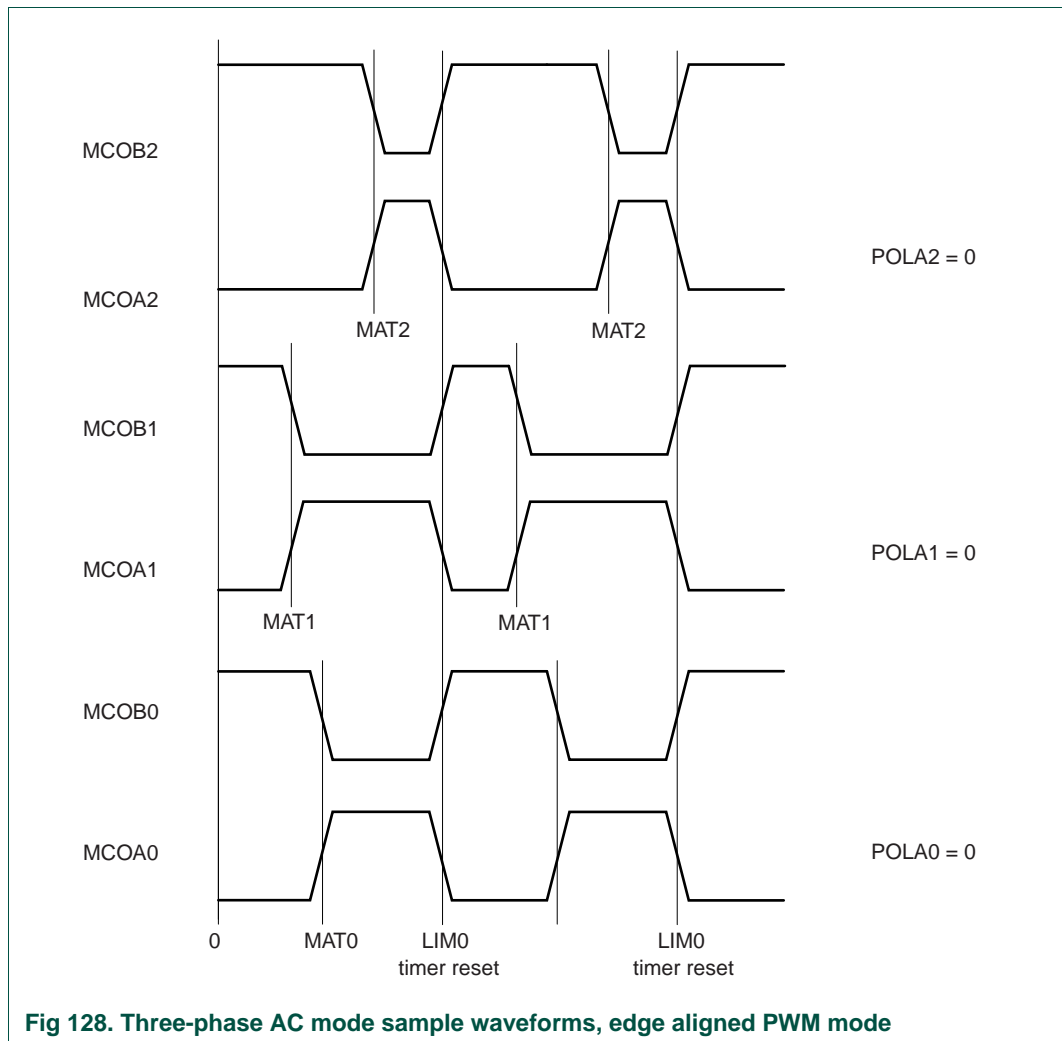 MCOB2
POLA2 = 0
MCOA2
MAT2 MAT2
MCOB1
POLA1 = 0
MCOA1
MAT1 MAT1
MCOB0
MCOA0 POLA0 = 0
0 MAT0 LIM0 LIM0
timer reset timer reset
Fig 128. Three-phase AC mode sample waveforms, edge aligned PWM mode